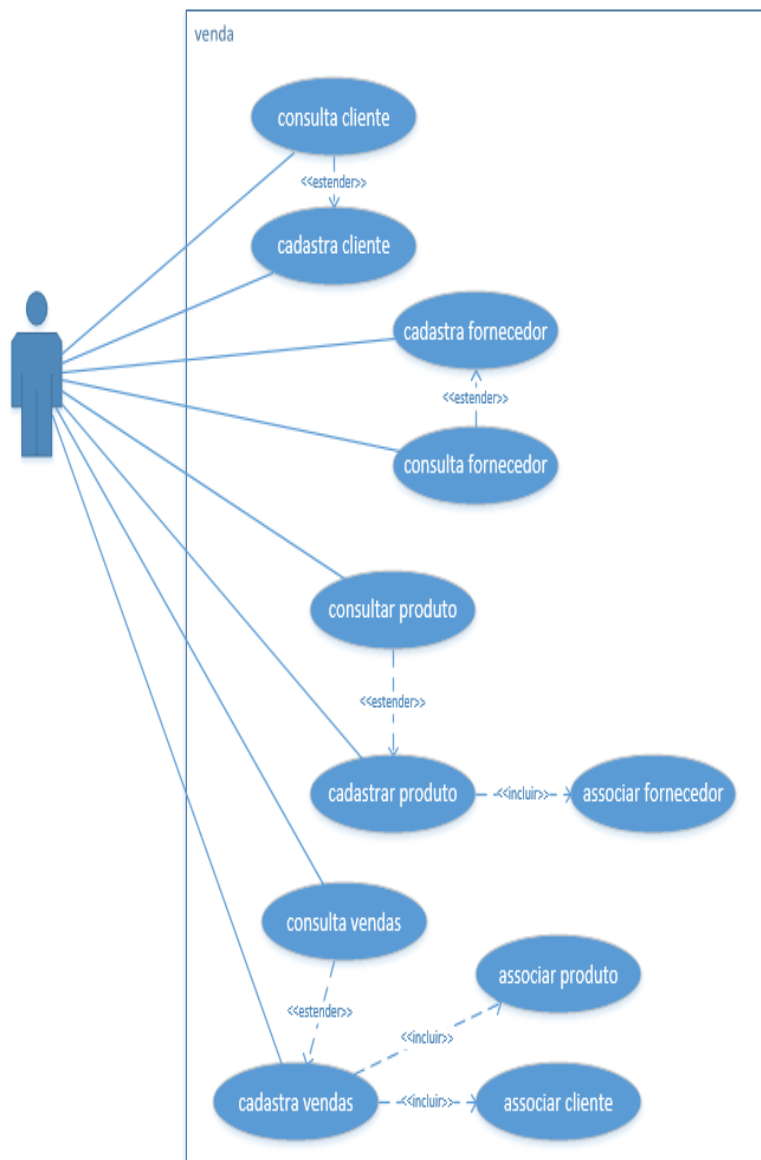 venda
consulta cliente
<<estender>>
cadastra cliente
cadastra fornecedor
<<estender>>
consulta fornecedor
consultar produto
<<estender>>
cadastrar produto
<<incluir>>
associar fornecedor
consulta vendas
associar produto
<<estender>>
<<incluir>>
cadastra vendas
<<incluir>>
associar cliente